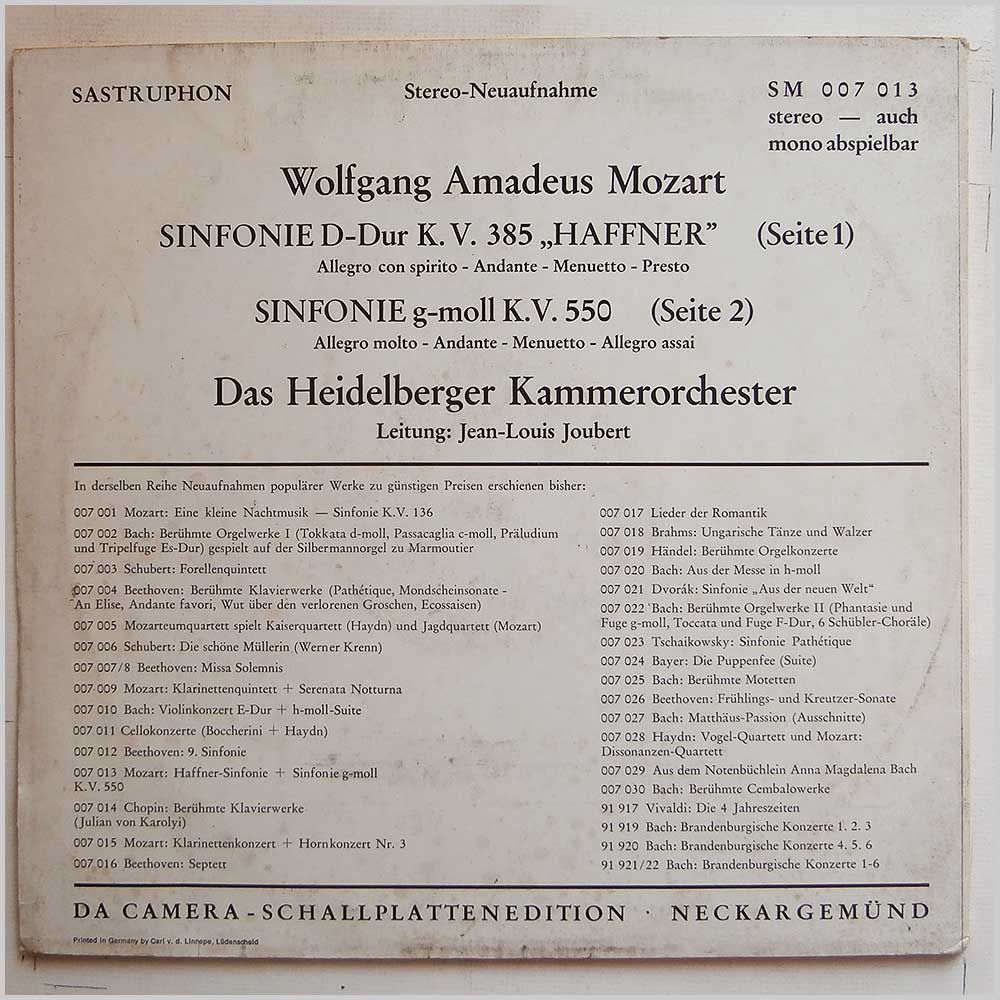 SASTRUPHON
Stereo-Neuaufnahme
SM 007 013
stereo — auch
mono abspielbar
Wolfgang Amadeus Mozart
SINFONIE D-Dur K. V. 385 „HAFFNER” (Seite 1)
Allegro con spirito - Andante - Menuetto - Presto
SINFONIE g-moll K.V. 550 (Seite 2)
Allegro molto - Andante - Menuetto - Allegro assai
Das Heidelberger Kammerorchester
Leitung: Jean-Louis Joubert
In derselben Reihe Neuaufnahmen populärer Werke zu günstigen Preisen erschienen bisher:
007 001 Mozart: Eine kleine Nachtmusik — Sinfonie K.V. 136
007 002 Bach: Berühmte Orgelwerke I (Tokkata d-moll, Passacaglia c-moll, Präludium
und Tripelfuge Es-Dur) gespielt auf der Silbermannorgel zu Marmoutier
007 003 Schubert: Forellenquintett
007 004 Beethoven: Berühmte Klavierwerke (Pathétique, Mondscheinsonate -
An Elise, Andante favori, Wut über den verlorenen Groschen, Ecossaisen)
007 005 Mozarteumquartett spielt Kaiserquartett (Haydn) und Jagdquartett (Mozart)
007 006 Schubert: Die schöne Müllerin (Werner Krenn)
007 007/8 Beethoven: Missa Solemnis
007 009 Mozart: Klarinettenquintett + Serenata Notturna
007 010 Bach: Violinkonzert E-Dur + h-moll-Suite
007 011 Cellokonzerte (Boccherini + Haydn)
007 012 Beethoven: 9. Sinfonie
007 013 Mozart: Haffner-Sinfonie + Sinfonie g-moll
K.V. 550
007 014 Chopin: Berühmte Klavierwerke
(Julian von Karolyi)
007 015 Mozart: Klarinettenkonzert + Hornkonzert Nr. 3
007 016 Beethoven: Septett
007 017 Lieder der Romantik
007 018 Brahms: Ungarische Tänze und Walzer
007 019 Händel: Berühmte Orgelkonzerte
007 020 Bach: Aus der Messe in h-moll
007 021 Dvorák: Sinfonie „Aus der neuen Welt“
007 022 Bach: Berühmte Orgelwerke II (Phantasie und
Fuge g-moll, Toccata und Fuge F-Dur, 6 Schübler-Choräle)
007 023 Tschaikowsky: Sinfonie Pathétique
007 024 Bayer: Die Puppenfee (Suite)
007 025 Bach: Berühmte Motetten
007 026 Beethoven: Frühlings- und Kreutzer-Sonate
007 027 Bach: Matthäus-Passion (Ausschnitte)
007 028 Haydn: Vogel-Quartett und Mozart:
Dissonanzen-Quartett
007 029 Aus dem Notenbüchlein Anna Magdalena Bach
007 030 Bach: Berühmte Cembalowerke
91 917 Vivaldi: Die 4 Jahreszeiten
91 919 Bach: Brandenburgische Konzerte 1. 2. 3
91 920 Bach: Brandenburgische Konzerte 4. 5. 6
91 921/22 Bach: Brandenburgische Konzerte 1-6
DA CAMERA - SCHALLPLATTENEDITION · NECKARGEMÜND
Printed in Germany by Carl v. d. Linnepe, Lüdenscheid